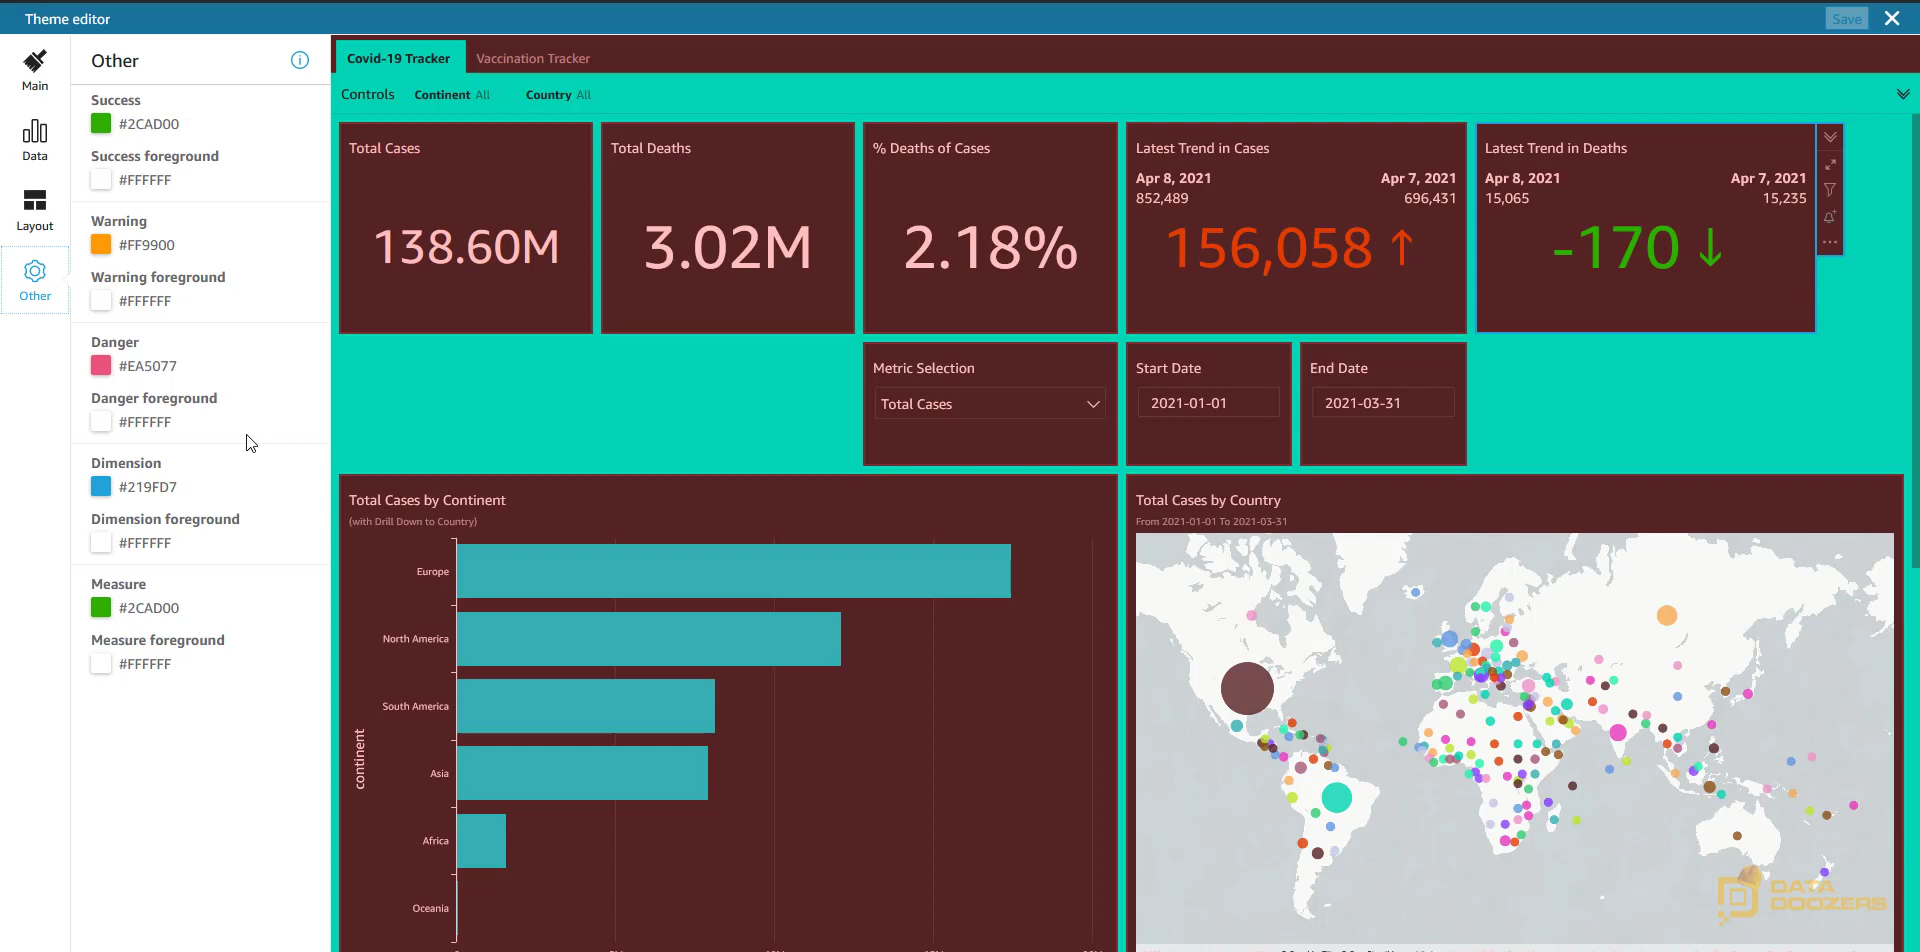 Theme editor
Save
Main
Data
Layout
Other
Other
Success
#2CAD00
Success foreground
#FFFFFF
Warning
#FF9900
Warning foreground
#FFFFFF
Danger
#EA5077
Danger foreground
#FFFFFF
Dimension
#219FD7
Dimension foreground
#FFFFFF
Measure
#2CAD00
Measure foreground
#FFFFFF
Covid-19 Tracker
Vaccination Tracker
Controls
Continent All
Country All
Total Cases
138.60M
Total Deaths
3.02M
% Deaths of Cases
2.18%
Latest Trend in Cases
Apr 8, 2021 Apr 7, 2021
852,489 696,431
156,058 ↑
Latest Trend in Deaths
Apr 8, 2021 Apr 7, 2021
15,065 15,235
-170 ↓
Metric Selection
Total Cases
Start Date
2021-01-01
End Date
2021-03-31
Total Cases by Continent
(with Drill Down to Country)
continent
Europe
North America
South America
Asia
Africa
Oceania
Total Cases by Country
From 2021-01-01 To 2021-03-31
DATA
DOOZERS